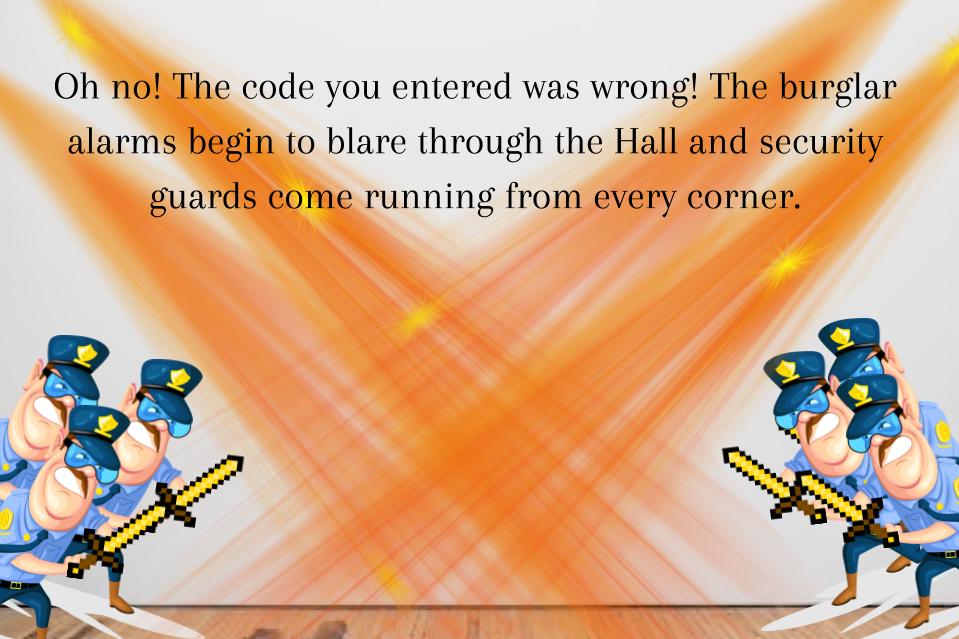 Oh no! The code you entered was wrong! The burglar
alarms begin to blare through the Hall and security
guards come running from every corner.